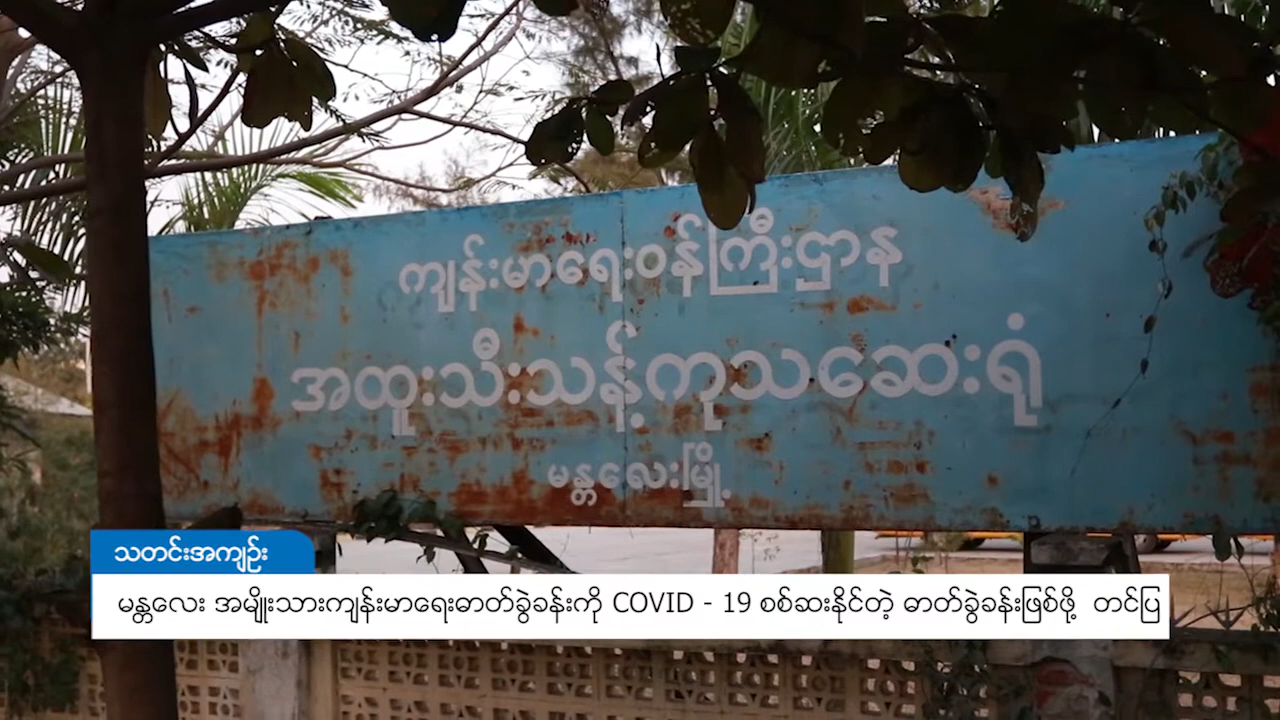 ကျန်းမာရေးဝန်ကြီးဌာန
အထူးသီးသန့်ကုသဆေးရုံ
မန္တလေးမြို့
သတင်းအကျဉ်း
မန္တလေး အမျိုးသားကျန်းမာရေးဓာတ်ခွဲခန်းကို COVID - 19 စစ်ဆေးနိုင်တဲ့ ဓာတ်ခွဲခန်းဖြစ်ဖို့ တင်ပြ